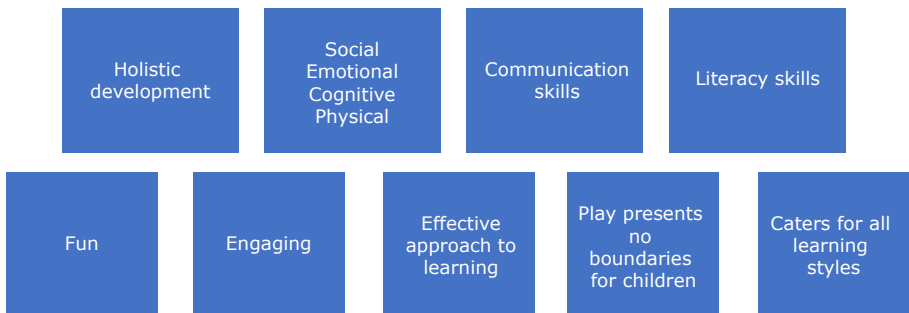 Holistic
development
Social
Emotional
Cognitive
Physical
Communication
skills
Literacy skills
Fun
Engaging
Effective
approach to
learning
Play presents
no
boundaries
for children
Caters for all
learning
styles